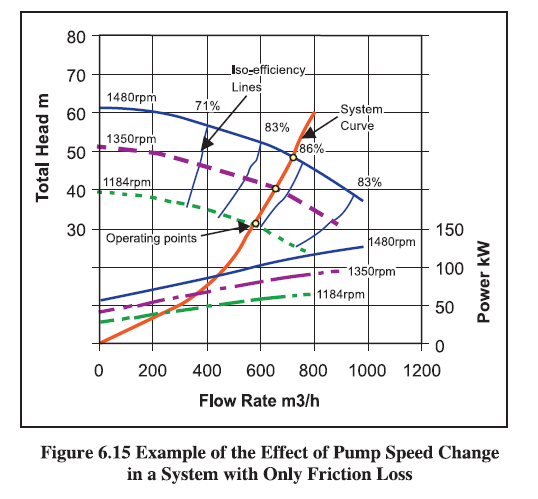 80
70
60
50
40
30
Total Head m
1480rpm
1350rpm
1184rpm
71%
Iso-efficiency
Lines
83%
86%
System
Curve
83%
Operating points
1480rpm
1350rpm
1184rpm
150
100
50
0
Power kW
0 200 400 600 800 1000 1200
Flow Rate m3/h
Figure 6.15 Example of the Effect of Pump Speed Change
in a System with Only Friction Loss